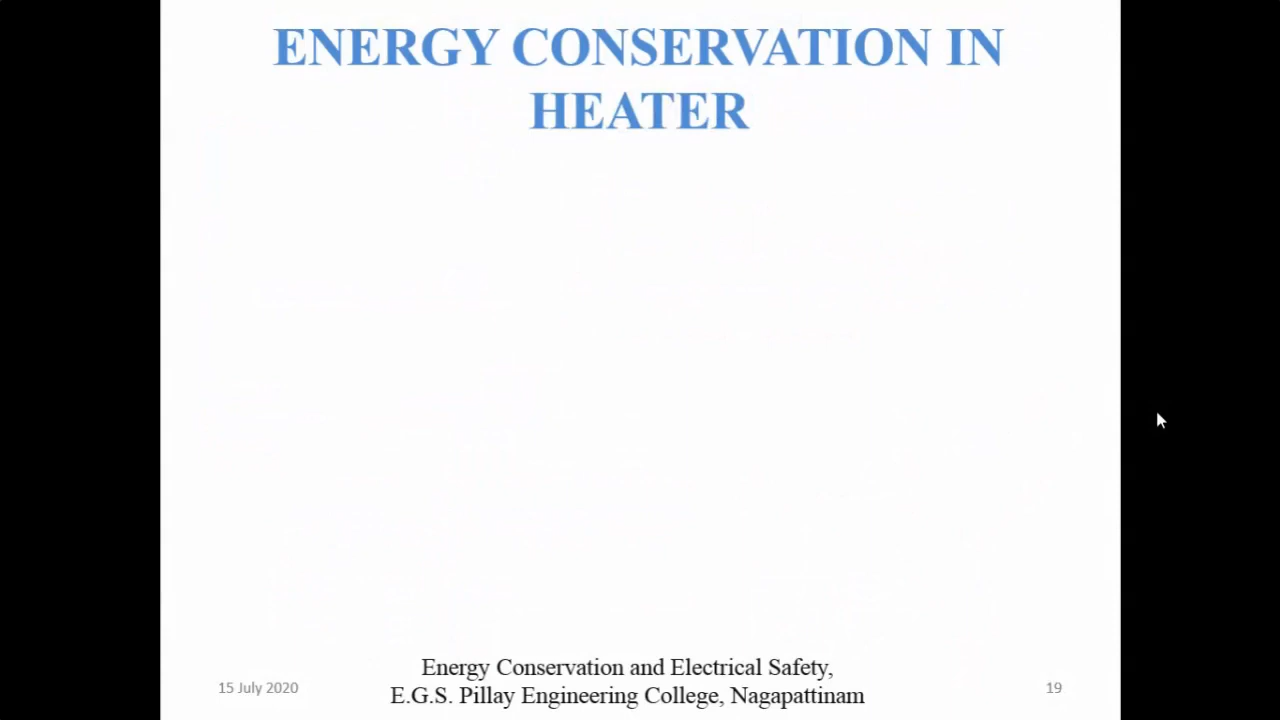 ENERGY CONSERVATION IN
HEATER
Energy Conservation and Electrical Safety,
15 July 2020
E.G.S. Pillay Engineering College, Nagapattinam
19